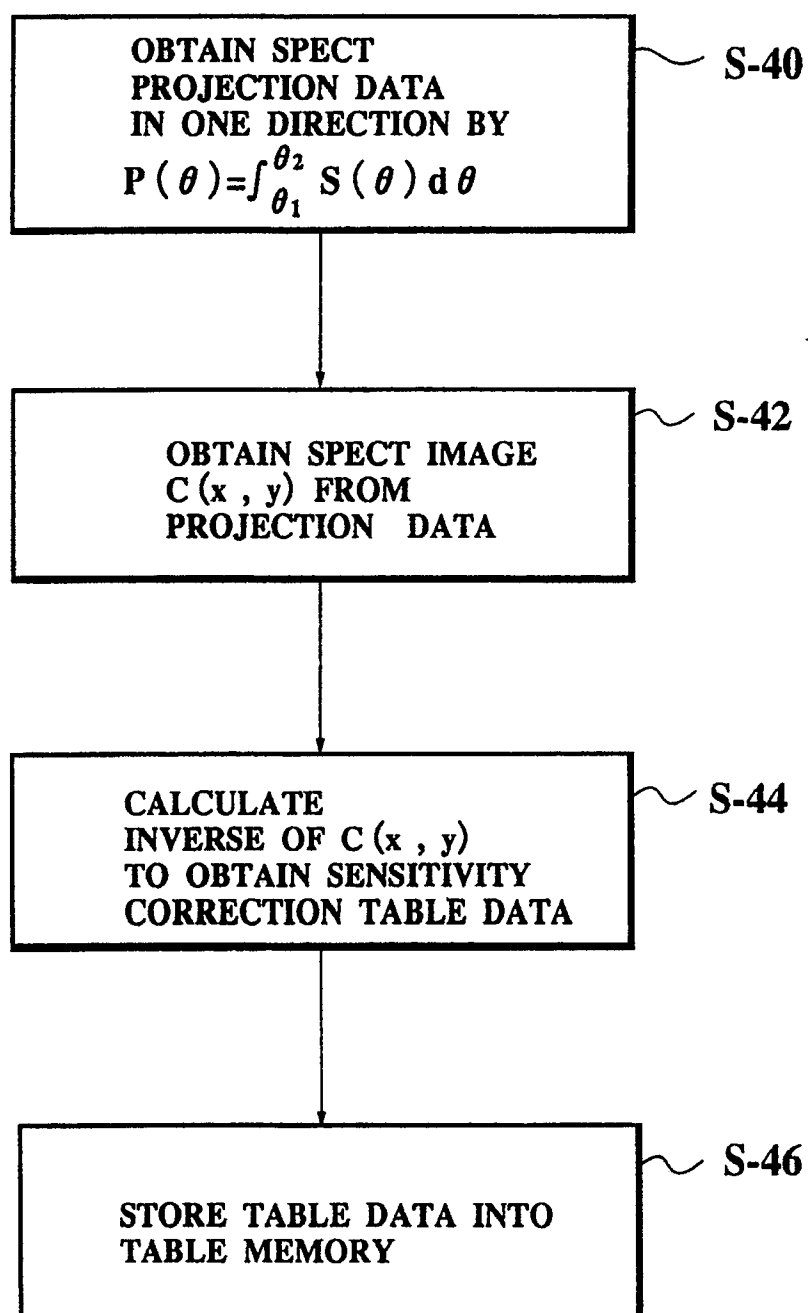 OBTAIN SPECT
PROJECTION DATA
IN ONE DIRECTION BY
P(θ)=∫θ1θ2 S(θ)dθ
S-40
OBTAIN SPECT IMAGE
C(x, y) FROM
PROJECTION DATA
S-42
CALCULATE
INVERSE OF C(x, y)
TO OBTAIN SENSITIVITY
CORRECTION TABLE DATA
S-44
STORE TABLE DATA INTO
TABLE MEMORY
S-46